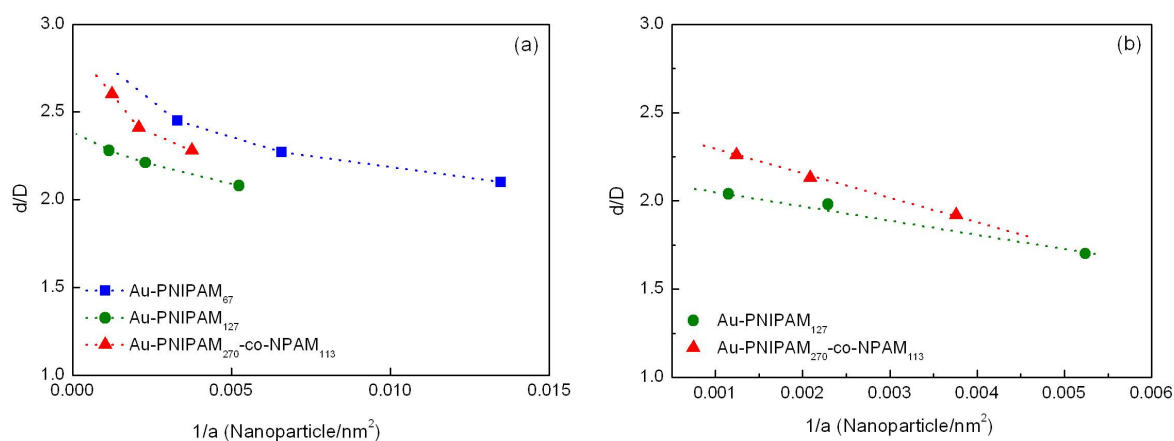 (a)
3.0
2.5
2.0
1.5
1.0
d/D
Au-PNIPAM₆₇
Au-PNIPAM₁₂₇
Au-PNIPAM₂₇₀-co-NPAM₁₁₃
0.000
0.005
0.010
0.015
1/a (Nanoparticle/nm²)
(b)
3.0
2.5
2.0
1.5
1.0
d/D
Au-PNIPAM₁₂₇
Au-PNIPAM₂₇₀-co-NPAM₁₁₃
0.001
0.002
0.003
0.004
0.005
0.006
1/a (Nanoparticle/nm²)